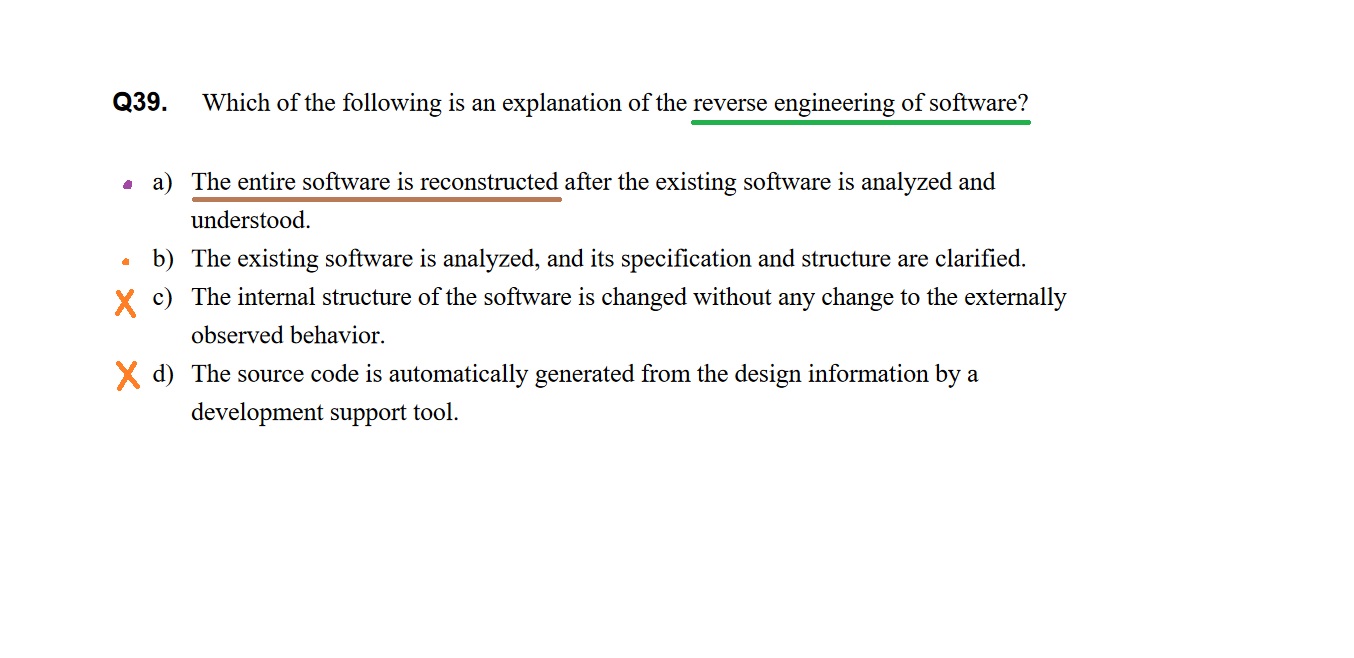 Q39. Which of the following is an explanation of the reverse engineering of software?
a) The entire software is reconstructed after the existing software is analyzed and
understood.
b) The existing software is analyzed, and its specification and structure are clarified.
c) The internal structure of the software is changed without any change to the externally
observed behavior.
d) The source code is automatically generated from the design information by a
development support tool.